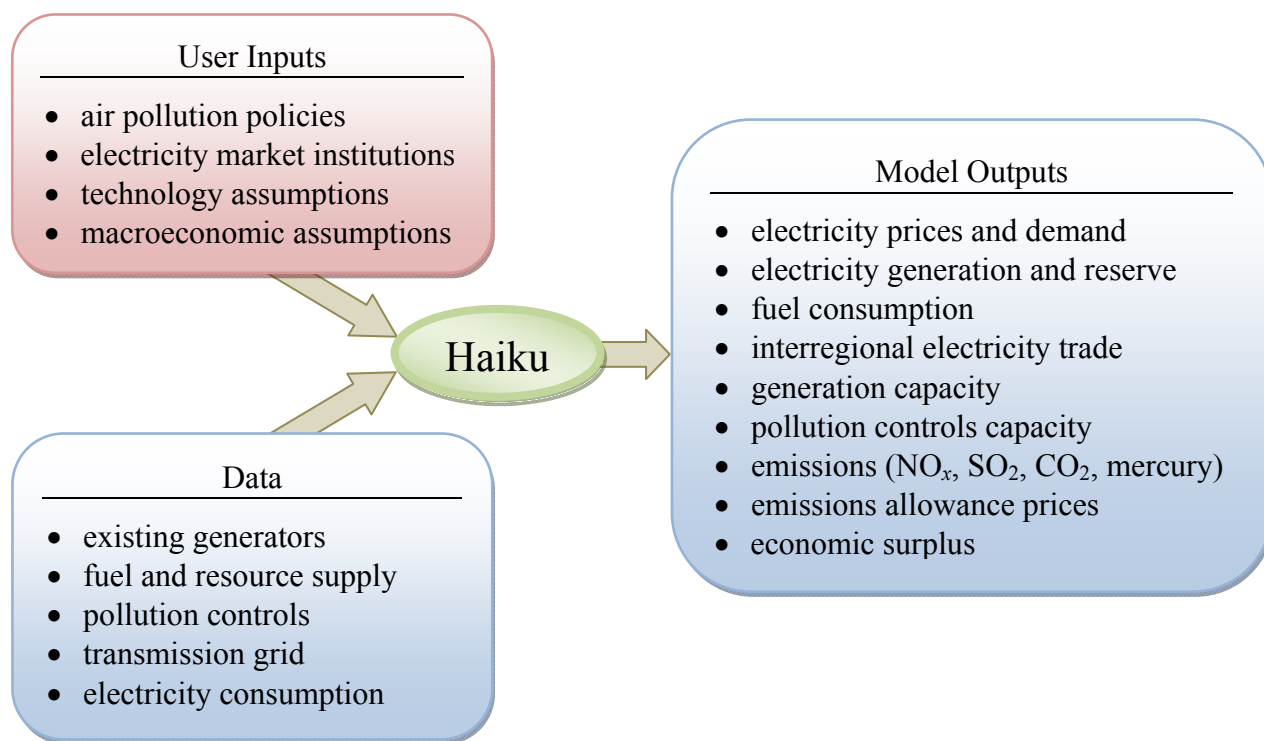 User Inputs
• air pollution policies
• electricity market institutions
• technology assumptions
• macroeconomic assumptions
Haiku
Data
• existing generators
• fuel and resource supply
• pollution controls
• transmission grid
• electricity consumption
Model Outputs
• electricity prices and demand
• electricity generation and reserve
• fuel consumption
• interregional electricity trade
• generation capacity
• pollution controls capacity
• emissions (NOₓ, SO₂, CO₂, mercury)
• emissions allowance prices
• economic surplus